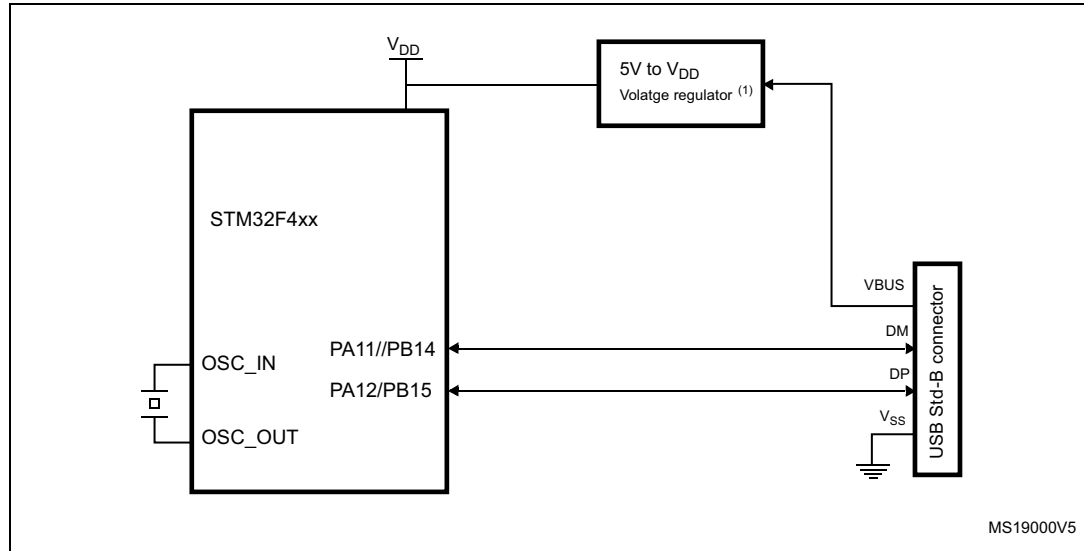 VDD
5V to VDD
Volatge regulator (1)
STM32F4xx
VBUS
PA11//PB14
DM
OSC_IN
PA12/PB15
DP
OSC_OUT
VSS
USB Std-B connector
MS19000V5